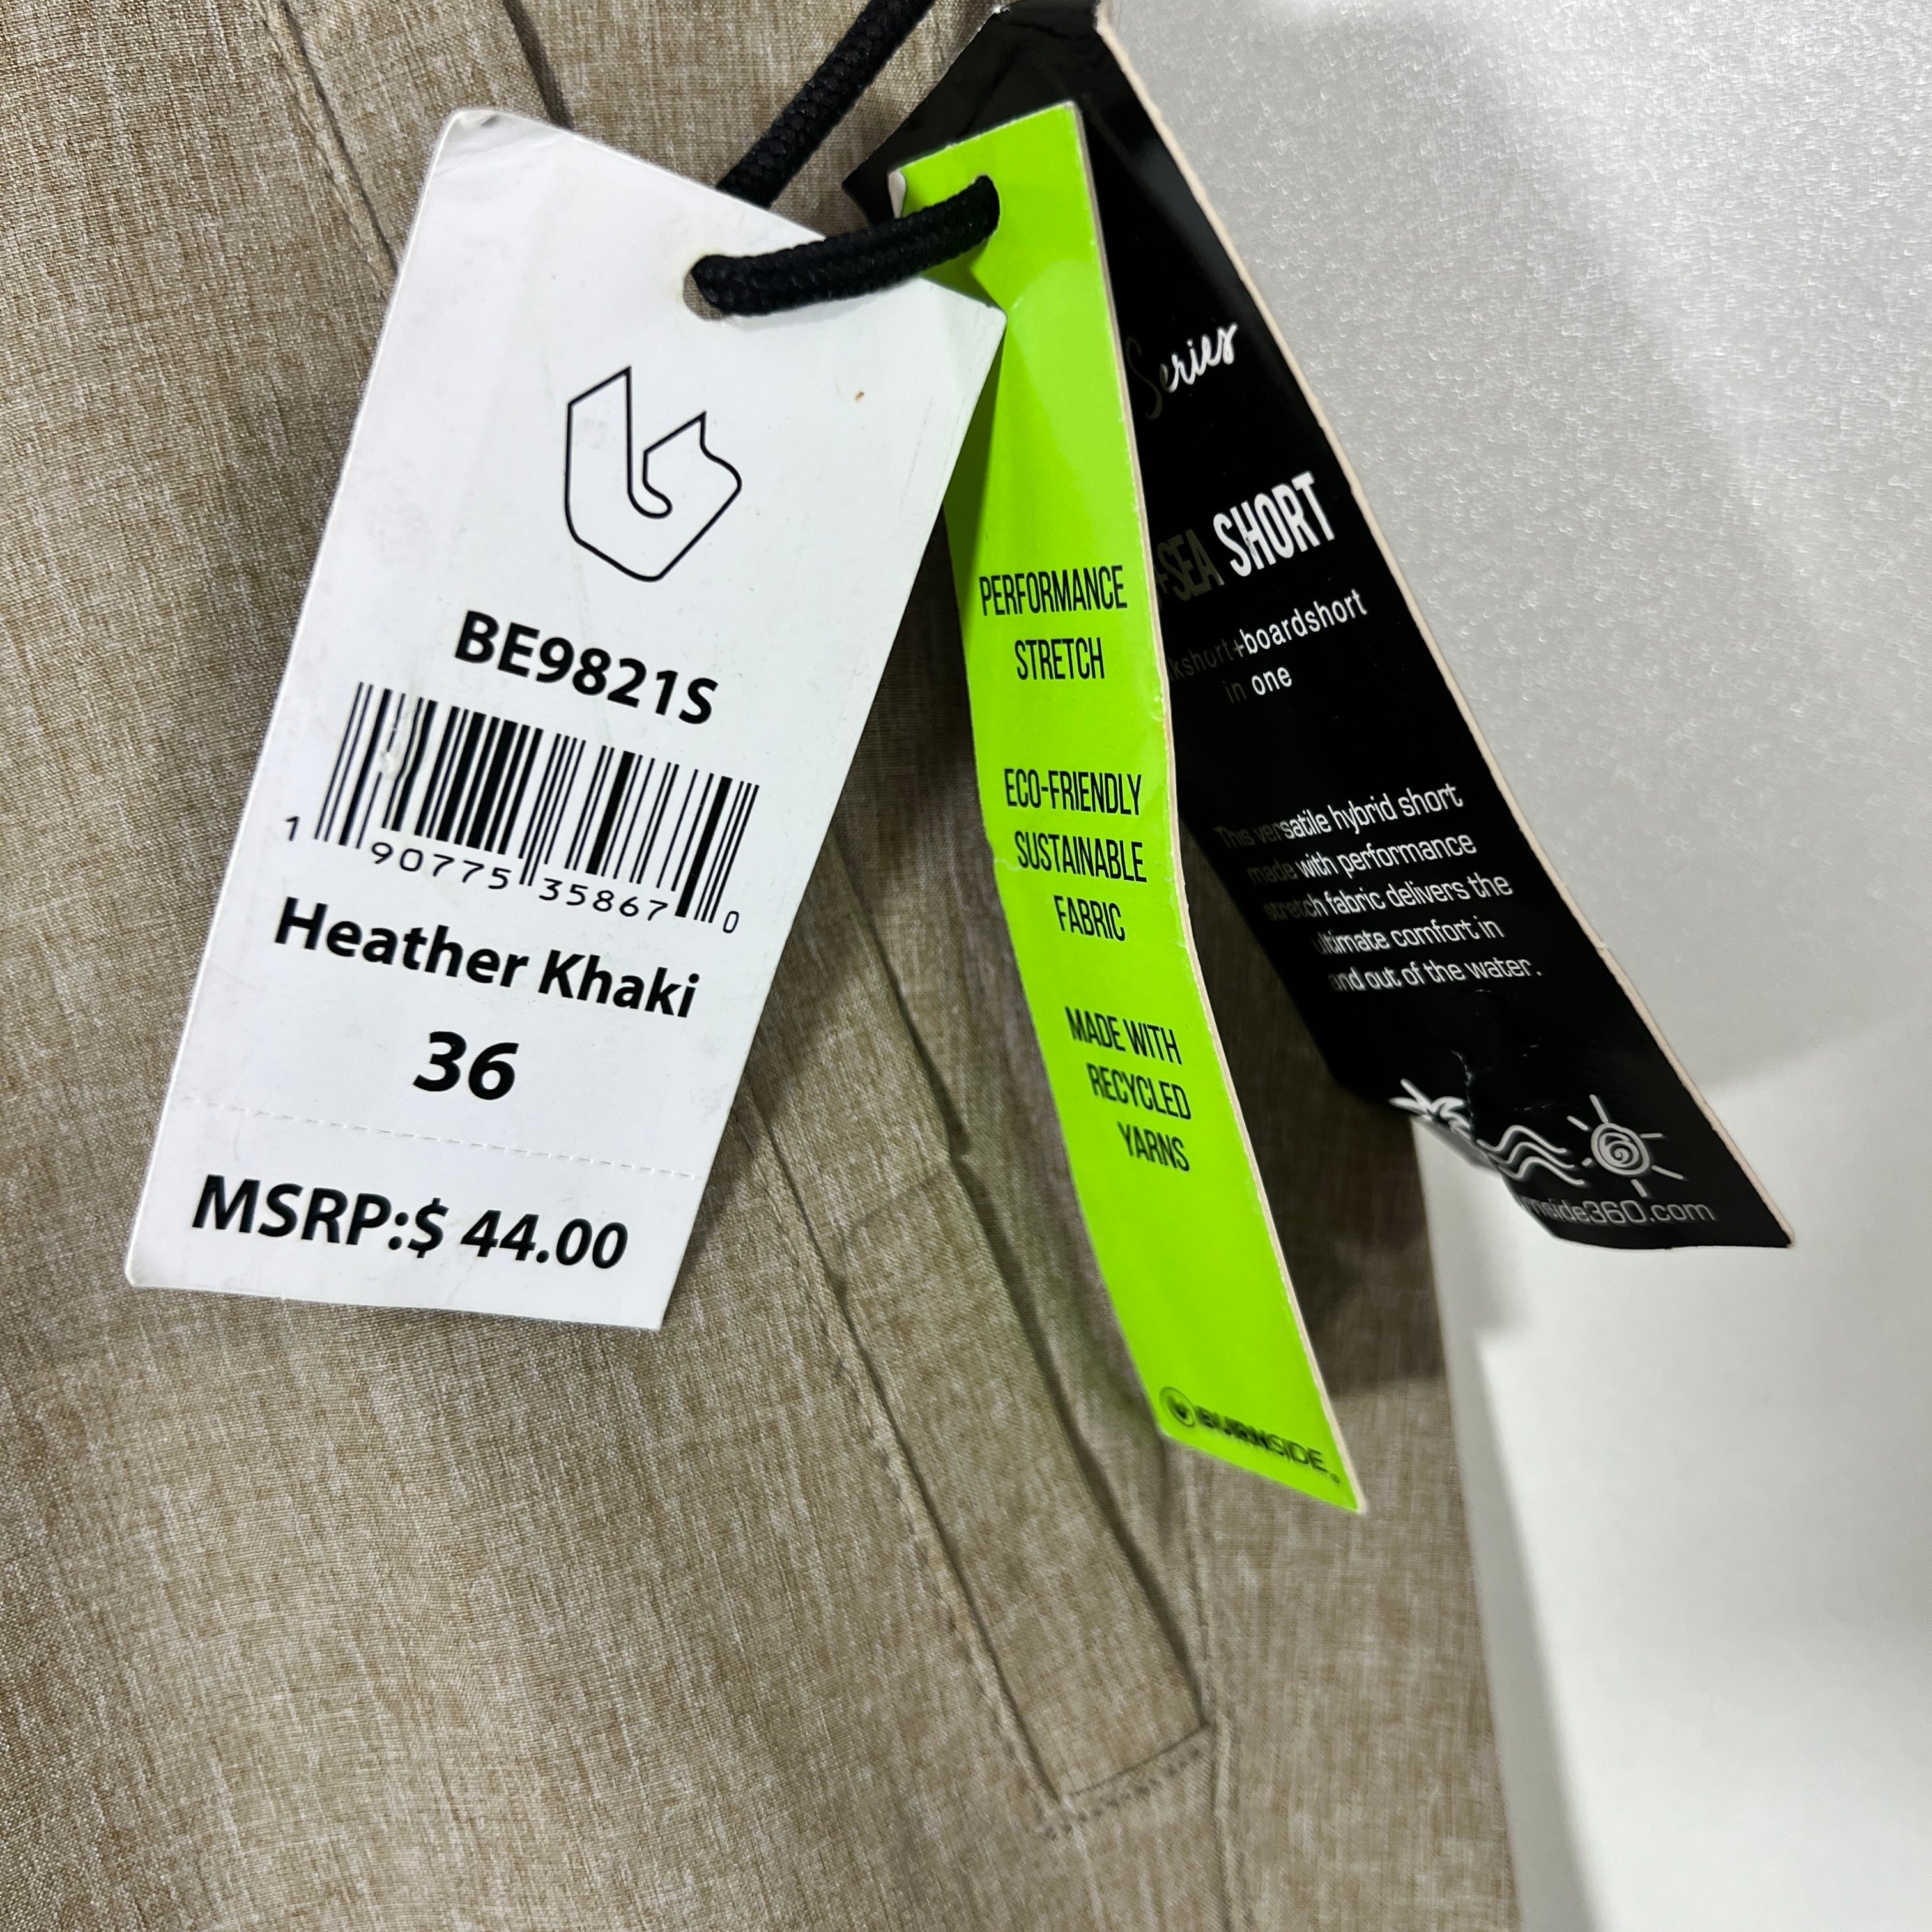 BE9821S
1 90775 35867 0
Heather Khaki
36
MSRP:$ 44.00
PERFORMANCE
STRETCH
ECO-FRIENDLY
SUSTAINABLE
FABRIC
MADE WITH
RECYCLED
YARNS
BURNSIDE
Series
SEA SHORT
+boardshort
in one
This versatile hybrid short
made with performance
stretch fabric delivers the
ultimate comfort in
and out of the water.